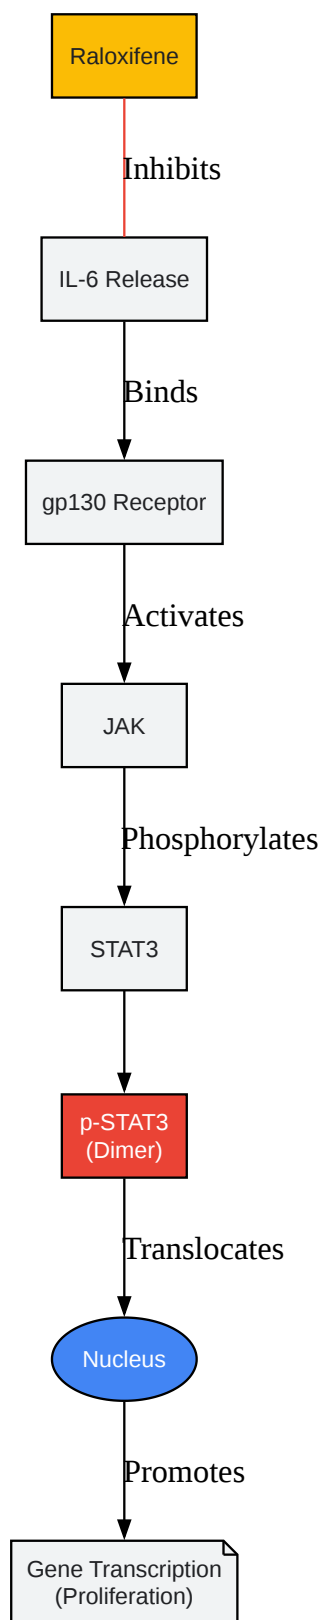 Raloxifene
Inhibits
IL-6 Release
Binds
gp130 Receptor
Activates
JAK
Phosphorylates
STAT3
p-STAT3
(Dimer)
Translocates
Nucleus
Promotes
Gene Transcription
(Proliferation)